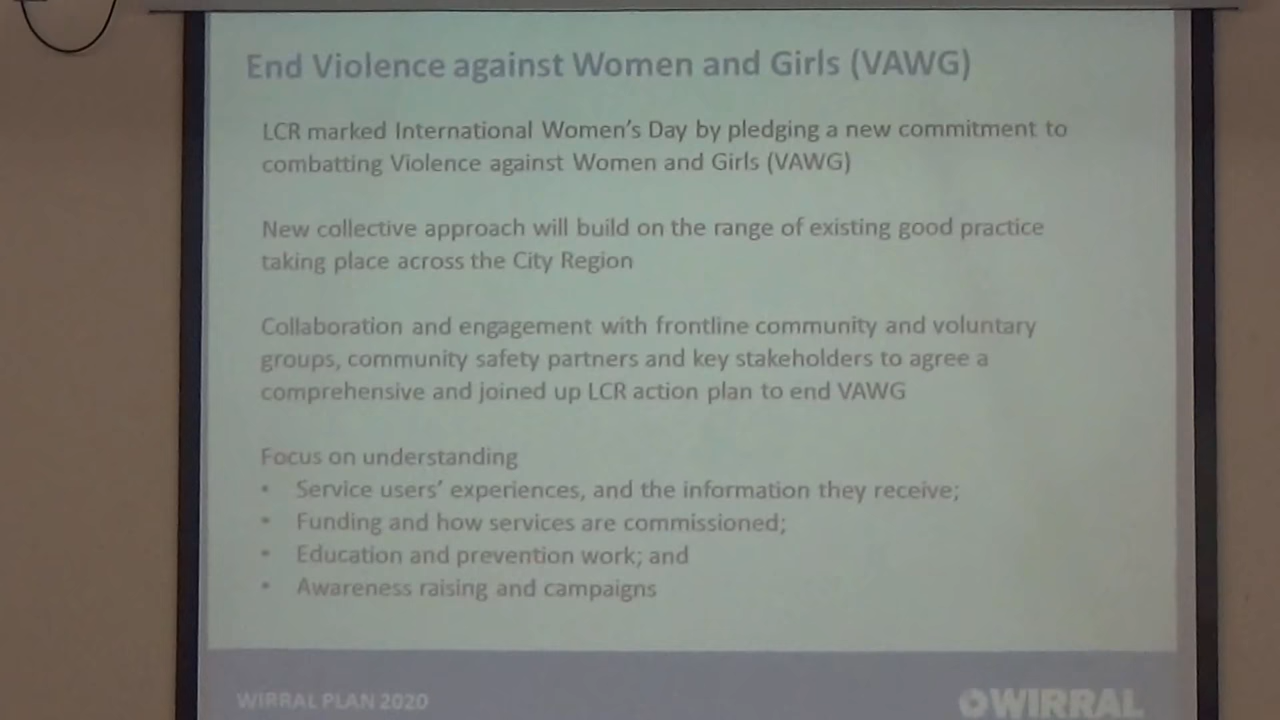 End Violence against Women and Girls (VAWG)
LCR marked International Women's Day by pledging a new commitment to
combatting Violence against Women and Girls (VAWG)
New collective approach will build on the range of existing good practice
taking place across the City Region
Collaboration and engagement with frontline community and voluntary
groups, community safety partners and key stakeholders to agree a
comprehensive and joined up LCR action plan to end VAWG
Focus on understanding
• Service users' experiences, and the information they receive;
• Funding and how services are commissioned;
• Education and prevention work; and
• Awareness raising and campaigns
WIRRAL PLAN 2020
WIRRAL